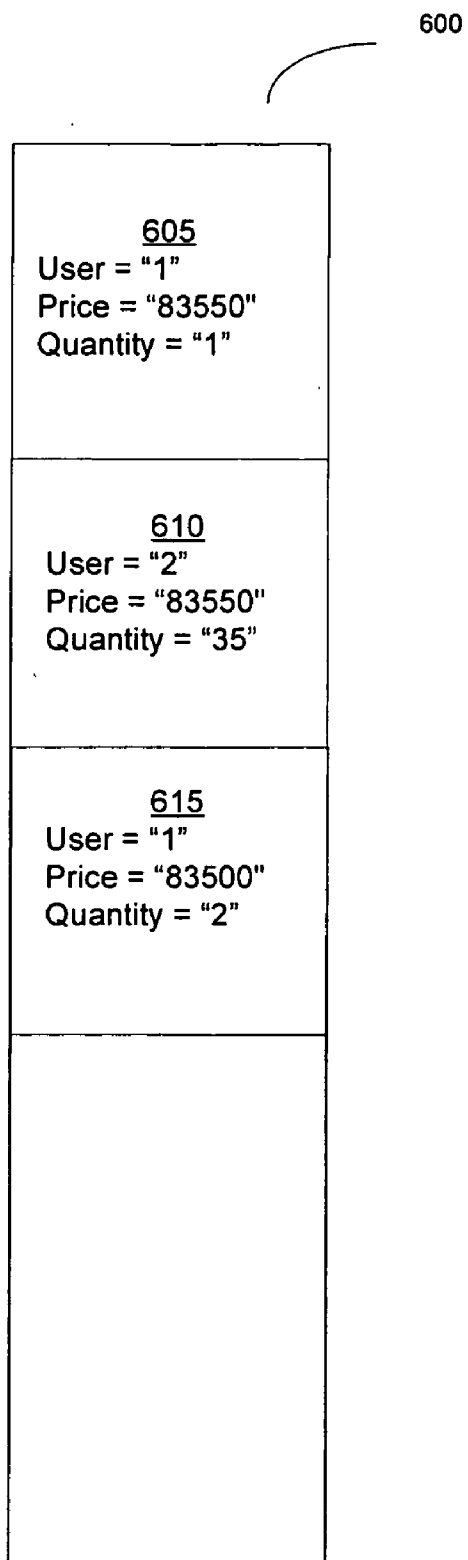 600
605
User = “1”
Price = “83550"
Quantity = “1”
610
User = “2”
Price = “83550"
Quantity = “35”
615
User = “1”
Price = “83500"
Quantity = “2”